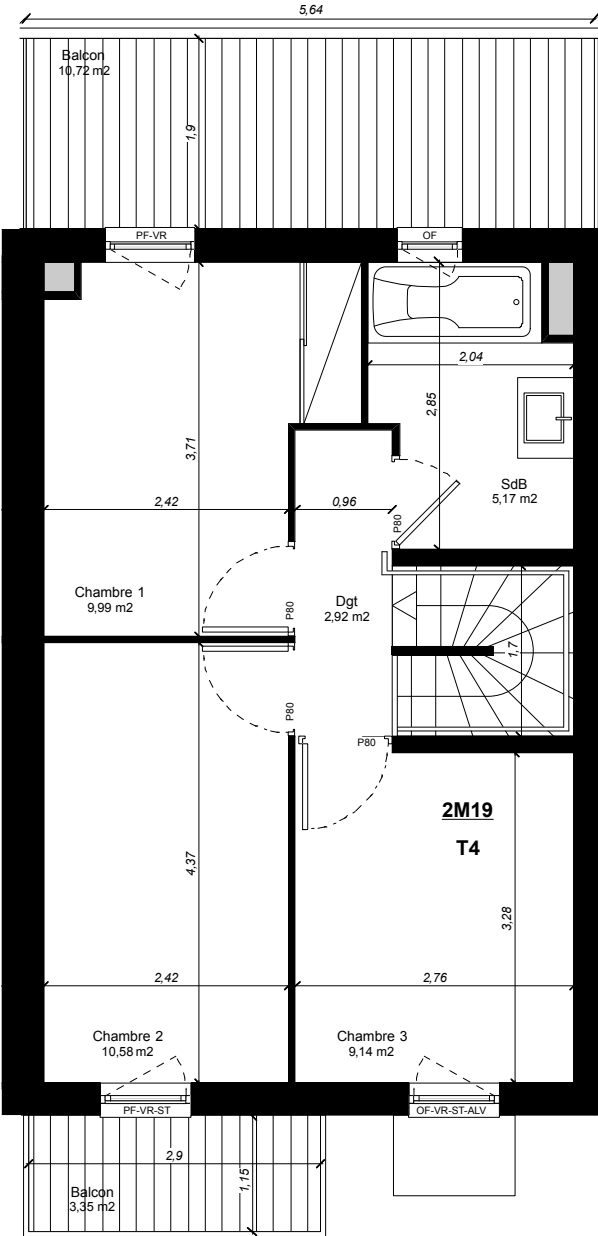 5,64
Balcon
10,72 m2
1,9
PF-VR
OF
2,04
2,85
3,71
2,42
0,96
SdB
5,17 m2
P80
Chambre 1
9,99 m2
P80
Dgt
2,92 m2
1,7
P80
P80
2M19
T4
4,37
3,28
2,42
2,76
Chambre 2
10,58 m2
Chambre 3
9,14 m2
PF-VR-ST
OF-VR-ST-ALV
2,9
1,15
Balcon
3,35 m2